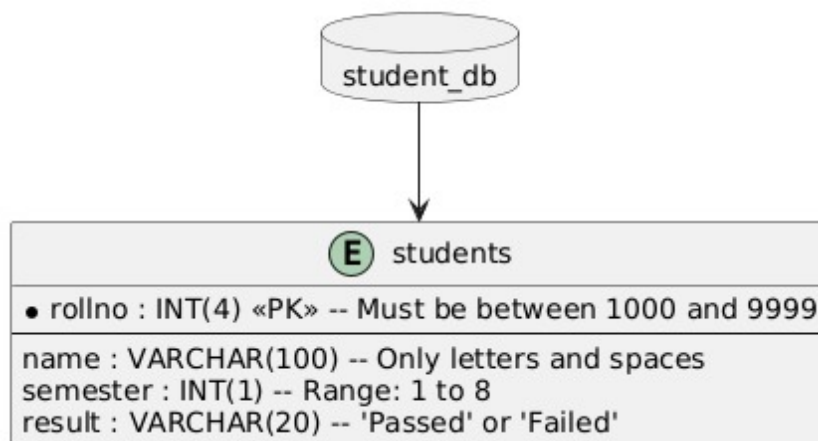 student_db
E students
• rollno : INT(4) «PK» -- Must be between 1000 and 9999
name : VARCHAR(100) -- Only letters and spaces
semester : INT(1) -- Range: 1 to 8
result : VARCHAR(20) -- 'Passed' or 'Failed'